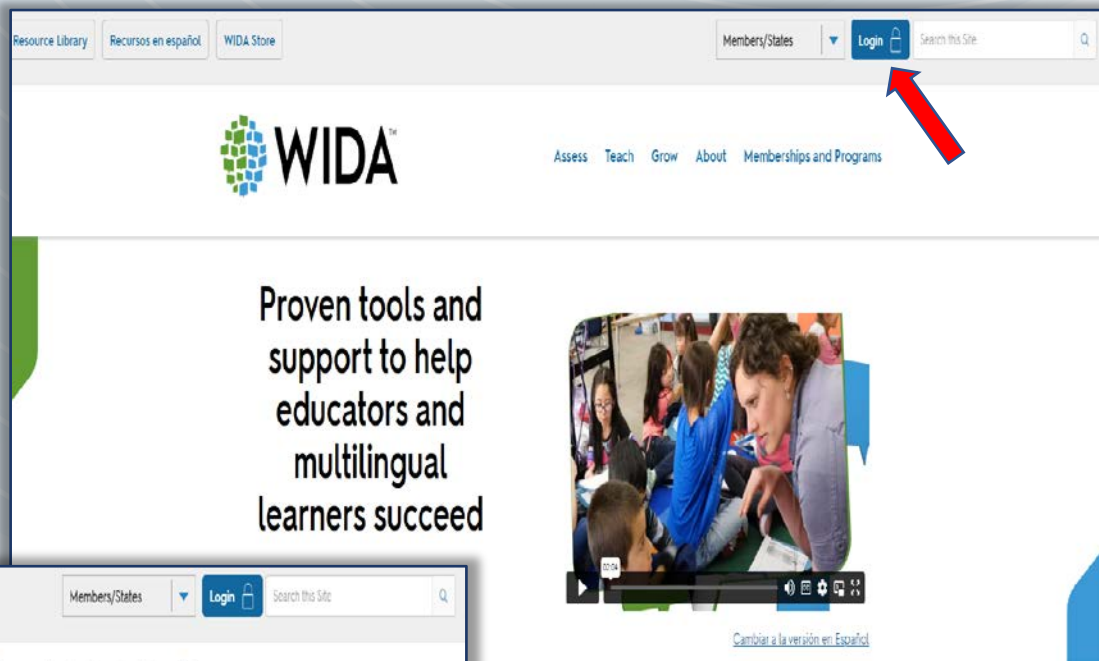 Resource Library Recursos en español WIDA Store Members/States Login Search this Site
WIDA™
Assess Teach Grow About Memberships and Programs
Proven tools and
support to help
educators and
multilingual
learners succeed
02:04
Cambiar a la versión en Español
Members/States Login Search this Site